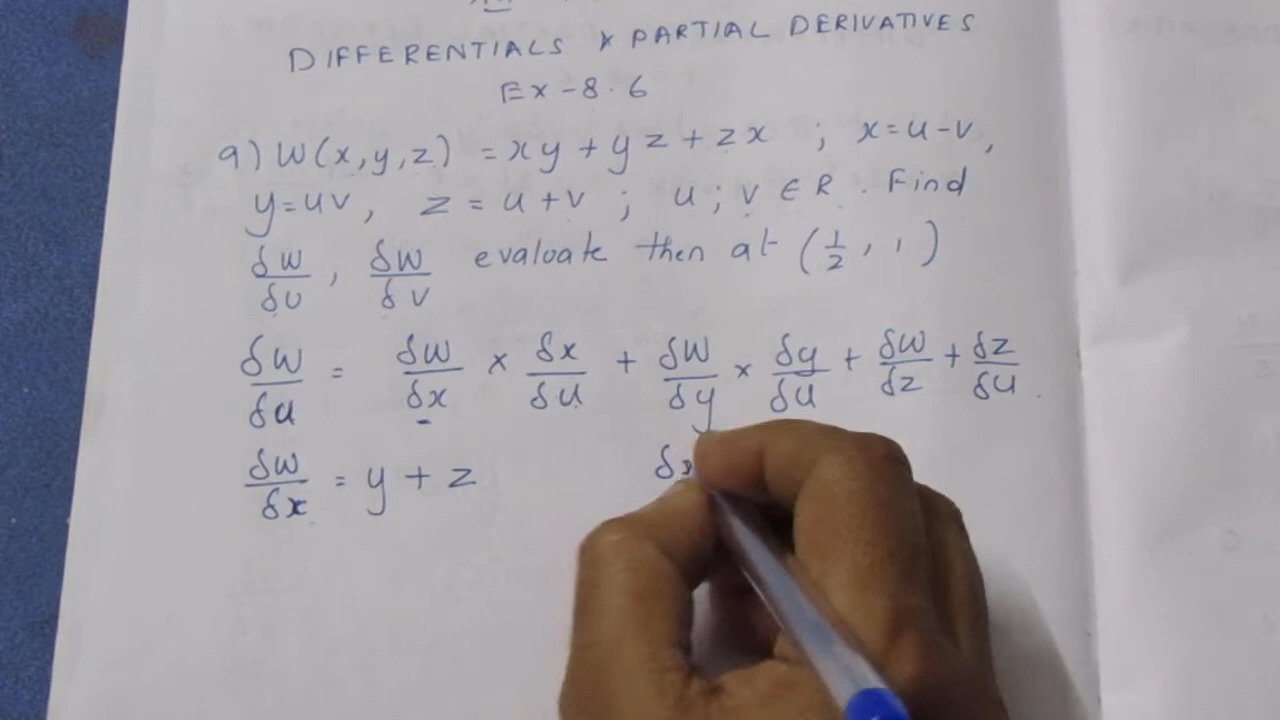 DIFFERENTIALS & PARTIAL DERIVATIVES
Ex - 8.6
9) W(x,y,z) = xy + yz + zx ; x=u-v,
y=uv, z = u+v ; u ; v ∈ R . Find
δw/δu , δw/δv evaluate then at (1/2 , 1)
δw/δu = δw/δx × δx/δu + δw/δy × δy/δu + δw/δz + δz/δu
δw/δx = y + z δx